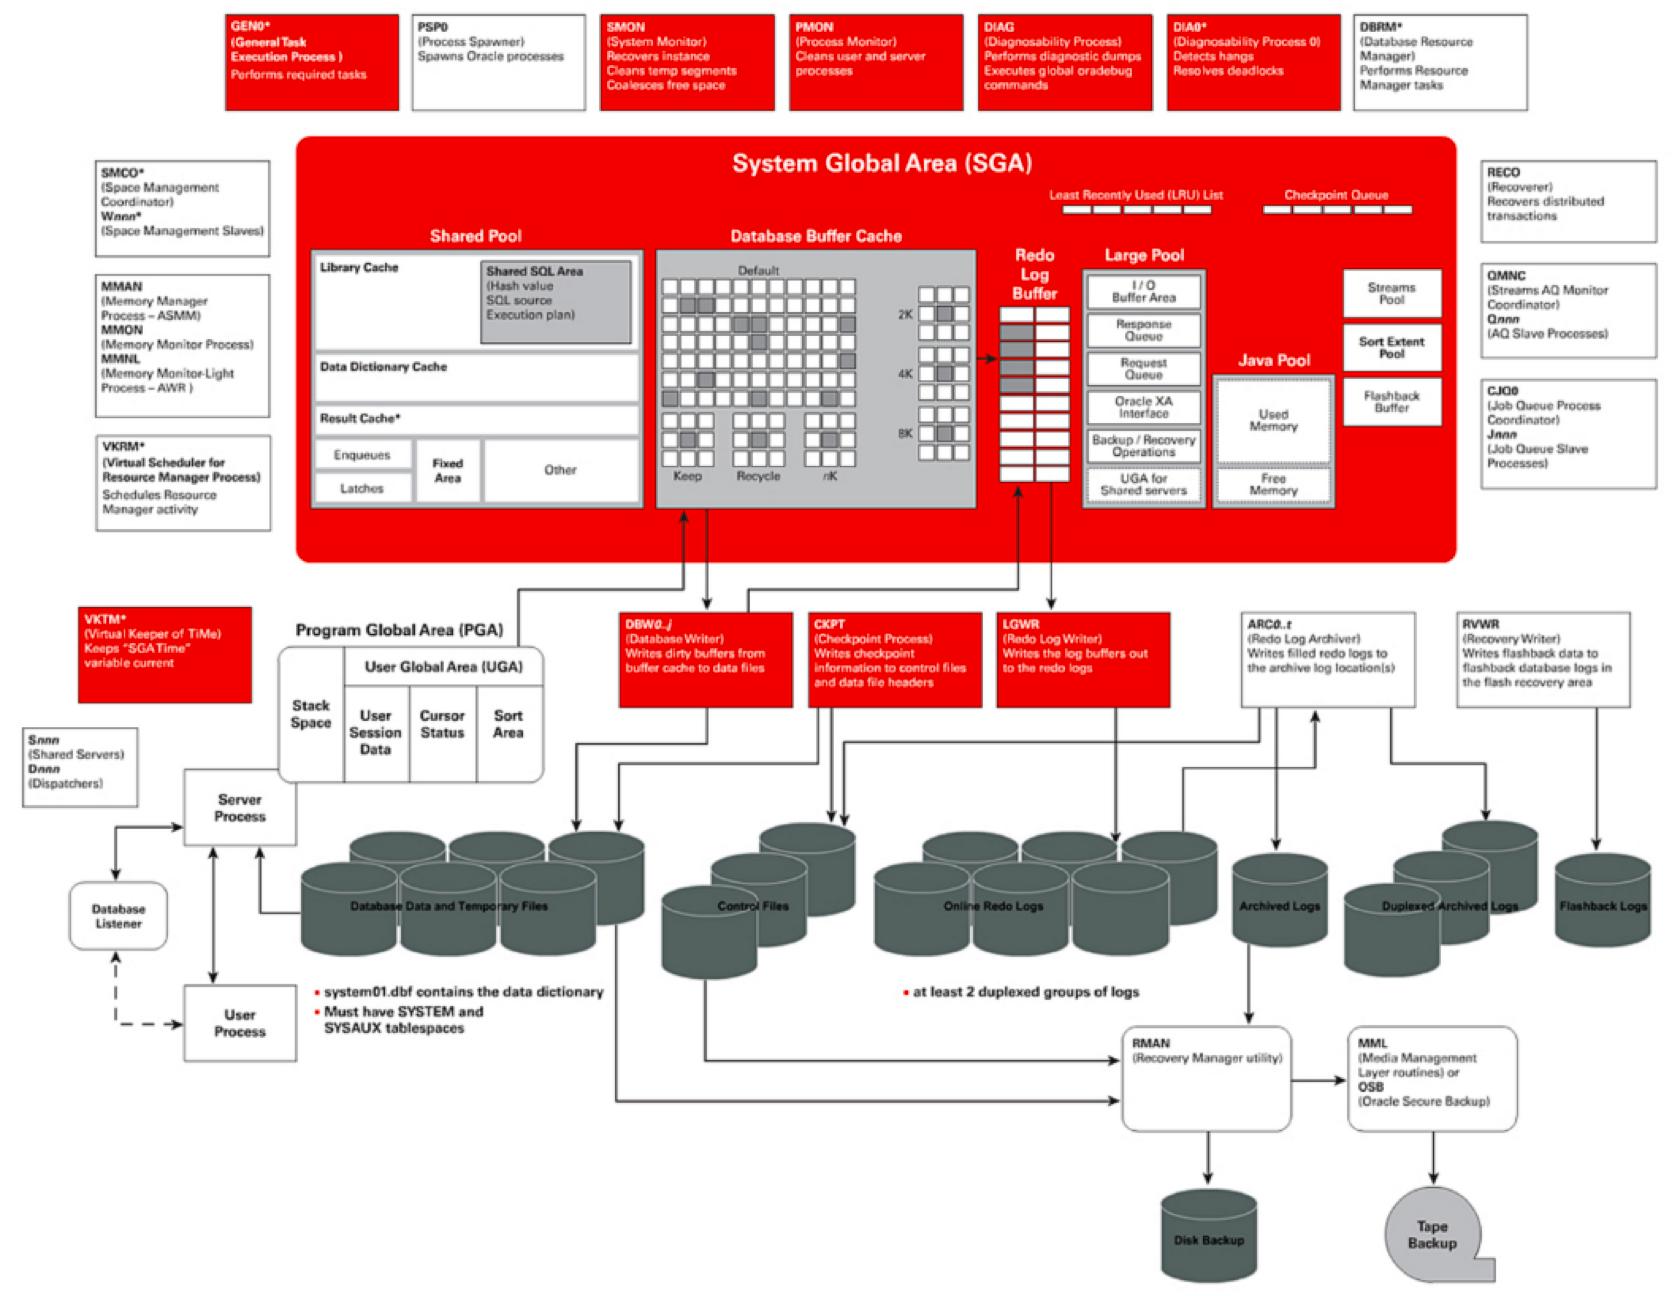 GEN0*
(General Task
Execution Process )
Performs required tasks
PSP0
(Process Spawner)
Spawns Oracle processes
SMON
(System Monitor)
Recovers instance
Cleans temp segments
Coalesces free space
PMON
(Process Monitor)
Cleans user and server
processes
DIAG
(Diagnosability Process)
Performs diagnostic dumps
Executes global oradebug
commands
DIA0*
(Diagnosability Process 0)
Detects hangs
Resolves deadlocks
DBRM*
(Database Resource
Manager)
Performs Resource
Manager tasks
SMCO*
(Space Management
Coordinator)
Wnnn*
(Space Management Slaves)
MMAN
(Memory Manager
Process – ASMM)
MMON
(Memory Monitor Process)
MMNL
(Memory Monitor-Light
Process – AWR )
VKRM*
(Virtual Scheduler for
Resource Manager Process)
Schedules Resource
Manager activity
System Global Area (SGA)
Least Recently Used (LRU) List
Checkpoint Queue
Shared Pool
Library Cache
Shared SQL Area
(Hash value
SQL source
Execution plan)
Data Dictionary Cache
Result Cache*
Enqueues
Latches
Fixed
Area
Other
Database Buffer Cache
Default
2K
4K
8K
Keep
Recycle
nK
Redo
Log
Buffer
Large Pool
I / O
Buffer Area
Response
Queue
Request
Queue
Oracle XA
Interface
Backup / Recovery
Operations
UGA for
Shared servers
Java Pool
Used
Memory
Free
Memory
Streams
Pool
Sort Extent
Pool
Flashback
Buffer
RECO
(Recoverer)
Recovers distributed
transactions
QMNC
(Streams AQ Monitor
Coordinator)
Qnnn
(AQ Slave Processes)
CJQ0
(Job Queue Process
Coordinator)
Jnnn
(Job Queue Slave
Processes)
VKTM*
(Virtual Keeper of TiMe)
Keeps "SGA Time"
variable current
Program Global Area (PGA)
User Global Area (UGA)
Stack
Space
User
Session
Data
Cursor
Status
Sort
Area
DBW0..j
(Database Writer)
Writes dirty buffers from
buffer cache to data files
CKPT
(Checkpoint Process)
Writes checkpoint
information to control files
and data file headers
LGWR
(Redo Log Writer)
Writes the log buffers out
to the redo logs
ARC0..t
(Redo Log Archiver)
Writes filled redo logs to
the archive log location(s)
RVWR
(Recovery Writer)
Writes flashback data to
flashback database logs in
the flash recovery area
Snnn
(Shared Servers)
Dnnn
(Dispatchers)
Server
Process
Database
Listener
User
Process
Database Data and Temporary Files
Control Files
Online Redo Logs
Archived Logs
Duplexed Archived Logs
Flashback Logs
▪ system01.dbf contains the data dictionary
▪ Must have SYSTEM and
SYSAUX tablespaces
▪ at least 2 duplexed groups of logs
RMAN
(Recovery Manager utility)
MML
(Media Management
Layer routines) or
OSB
(Oracle Secure Backup)
Disk Backup
Tape
Backup